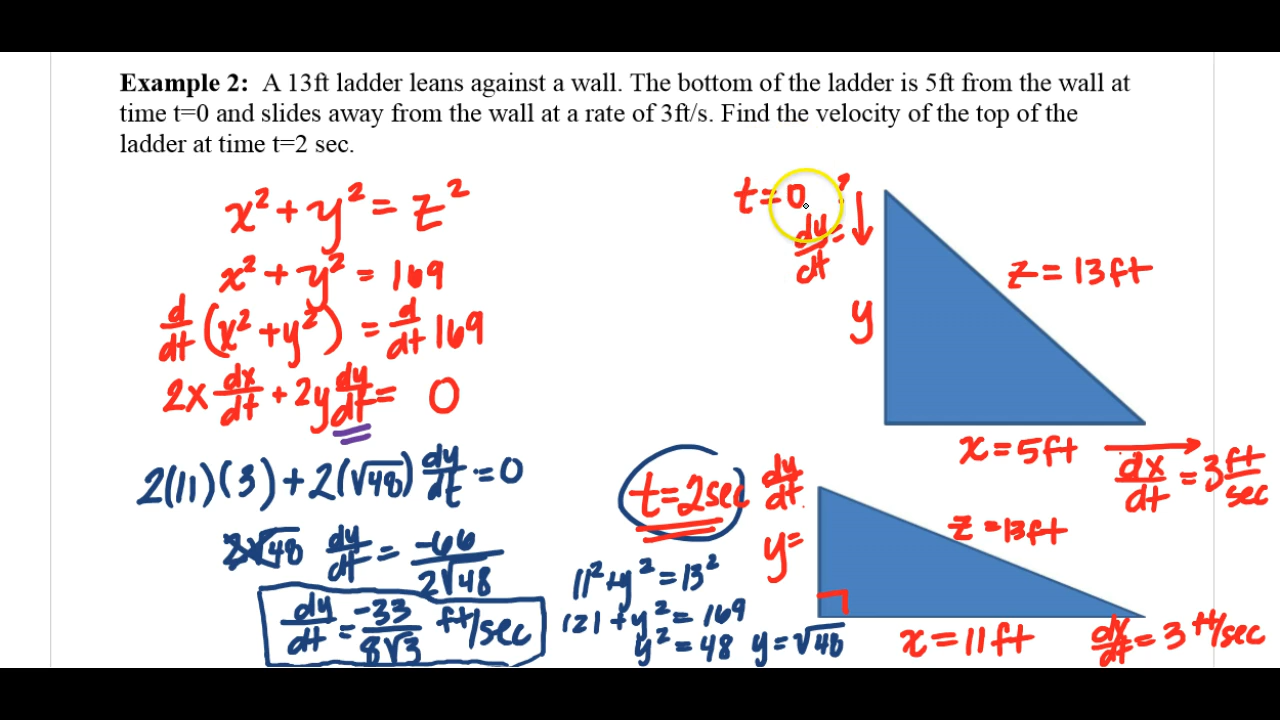 Example 2: A 13ft ladder leans against a wall. The bottom of the ladder is 5ft from the wall at
time t=0 and slides away from the wall at a rate of 3ft/s. Find the velocity of the top of the
ladder at time t=2 sec.
x² + y² = z²
x² + y² = 169
d/dt (x² + y²) = d/dt 169
2x dx/dt + 2y dy/dt = 0
2(11)(3) + 2(√48) dy/dt = 0
2√48 dy/dt = -66/2√48
dy/dt = -33/8√3 ft/sec
t=0
dy/dt = ?
y
z = 13ft
x = 5ft
dx/dt = 3 ft/sec
t=2sec
dy/dt
y=
z = 13ft
x = 11ft
dx/dt = 3 ft/sec
11² + y² = 13²
121 + y² = 169
y² = 48 y = √48